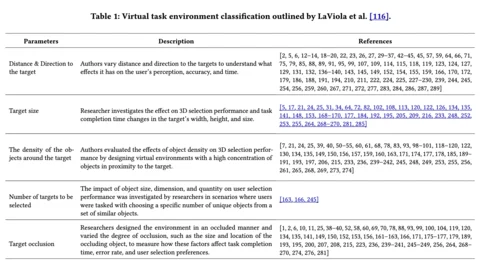 Table 1: Virtual task environment classification outlined by LaViola et al. [116].
Parameters Description References
Distance & Direction to the target
Authors vary distance and direction to the targets to understand what
effects it has on the user's perception, accuracy, and time.
[2, 5, 6, 12–14, 18–20, 22, 23, 26, 27, 29–37, 42–45, 45, 57, 59, 64, 66, 71,
75, 79, 85, 88, 89, 91, 95, 99, 107, 109, 114, 115, 118, 119, 123, 124, 127,
129, 131, 132, 136–140, 143, 145, 149, 152, 154, 155, 159, 166, 170, 172,
179, 186, 188, 191, 194, 210, 211, 222, 224, 225, 227–230, 239, 244, 245,
254, 256, 259, 260, 267, 271, 272, 277, 283, 284, 286, 287, 289]
Target size
Researcher investigates the effect on 3D selection performance and task
completion time changes in the target's width, height, and size.
[5, 17, 21, 24, 25, 31, 34, 64, 72, 82, 102, 108, 113, 120, 122, 126, 134, 135,
141, 148, 153, 168–170, 177, 184, 192, 195, 205, 209, 216, 233, 248, 252,
253, 255, 264, 268–270, 281, 285]
The density of the ob-
jects around the target
Authors evaluated the effects of object density on 3D selection perfor-
mance by designing virtual environments with a high concentration of
objects in proximity to the target.
[7, 21, 24, 25, 39, 40, 50–55, 60, 61, 68, 78, 83, 93, 98–101, 118–120, 122,
130, 134, 135, 149, 150, 156, 157, 159, 160, 163, 171, 174, 177, 178, 185, 189–
191, 193, 197, 206, 215, 233, 236, 239–242, 245, 248, 249, 253, 255, 256,
261, 265, 268, 269, 273, 274]
Number of targets to be
selected
The impact of object size, dimension, and quantity on user selection
performance was investigated by researchers in scenarios where users
were tasked with choosing a specific number of unique objects from a
set of similar objects.
[163, 166, 245]
Target occlusion
Researchers designed the environment in an occluded manner and
varied the degree of occlusion, such as the size and location of the
occluding object, to measure how these factors affect task completion
time, error rate, and user selection preferences.
[1, 2, 6, 10, 11, 25, 38–40, 52, 58, 60, 69, 70, 78, 88, 93, 99, 100, 104, 119, 120,
134, 135, 141, 149, 150, 152, 153, 156, 161–163, 166, 171, 175–177, 179, 189,
193, 195, 200, 207, 208, 215, 223, 236, 239–241, 245–249, 256, 264, 268–
270, 274, 276, 281]